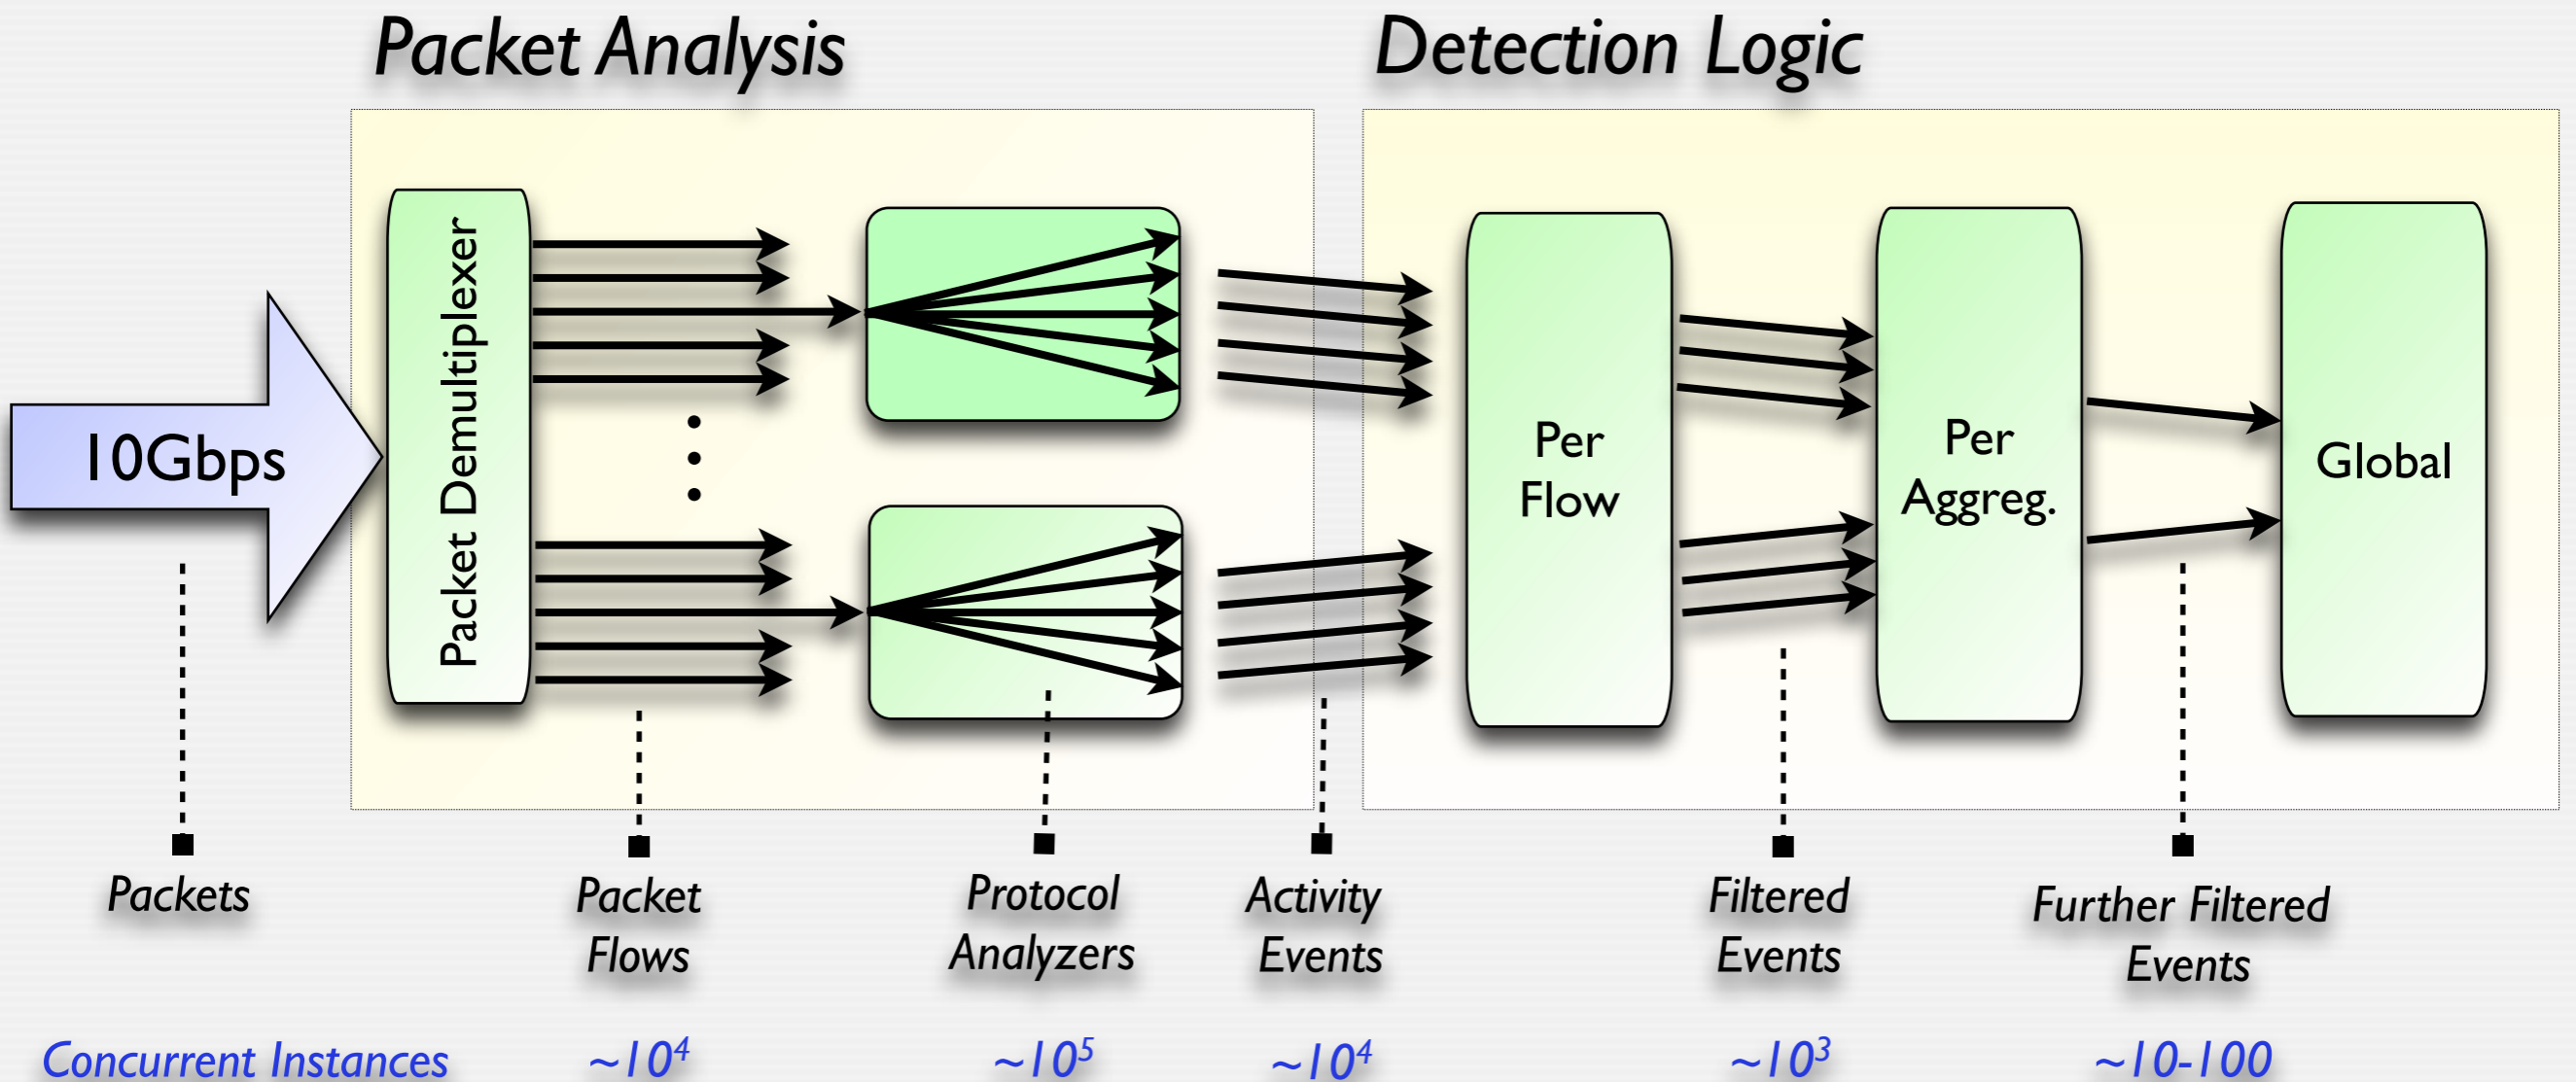 Packet Analysis
Detection Logic
10Gbps
Packet Demultiplexer
Per
Flow
Per
Aggreg.
Global
Packets
Packet
Flows
Protocol
Analyzers
Activity
Events
Filtered
Events
Further Filtered
Events
Concurrent Instances ~10⁴ ~10⁵ ~10⁴ ~10³ ~10-100